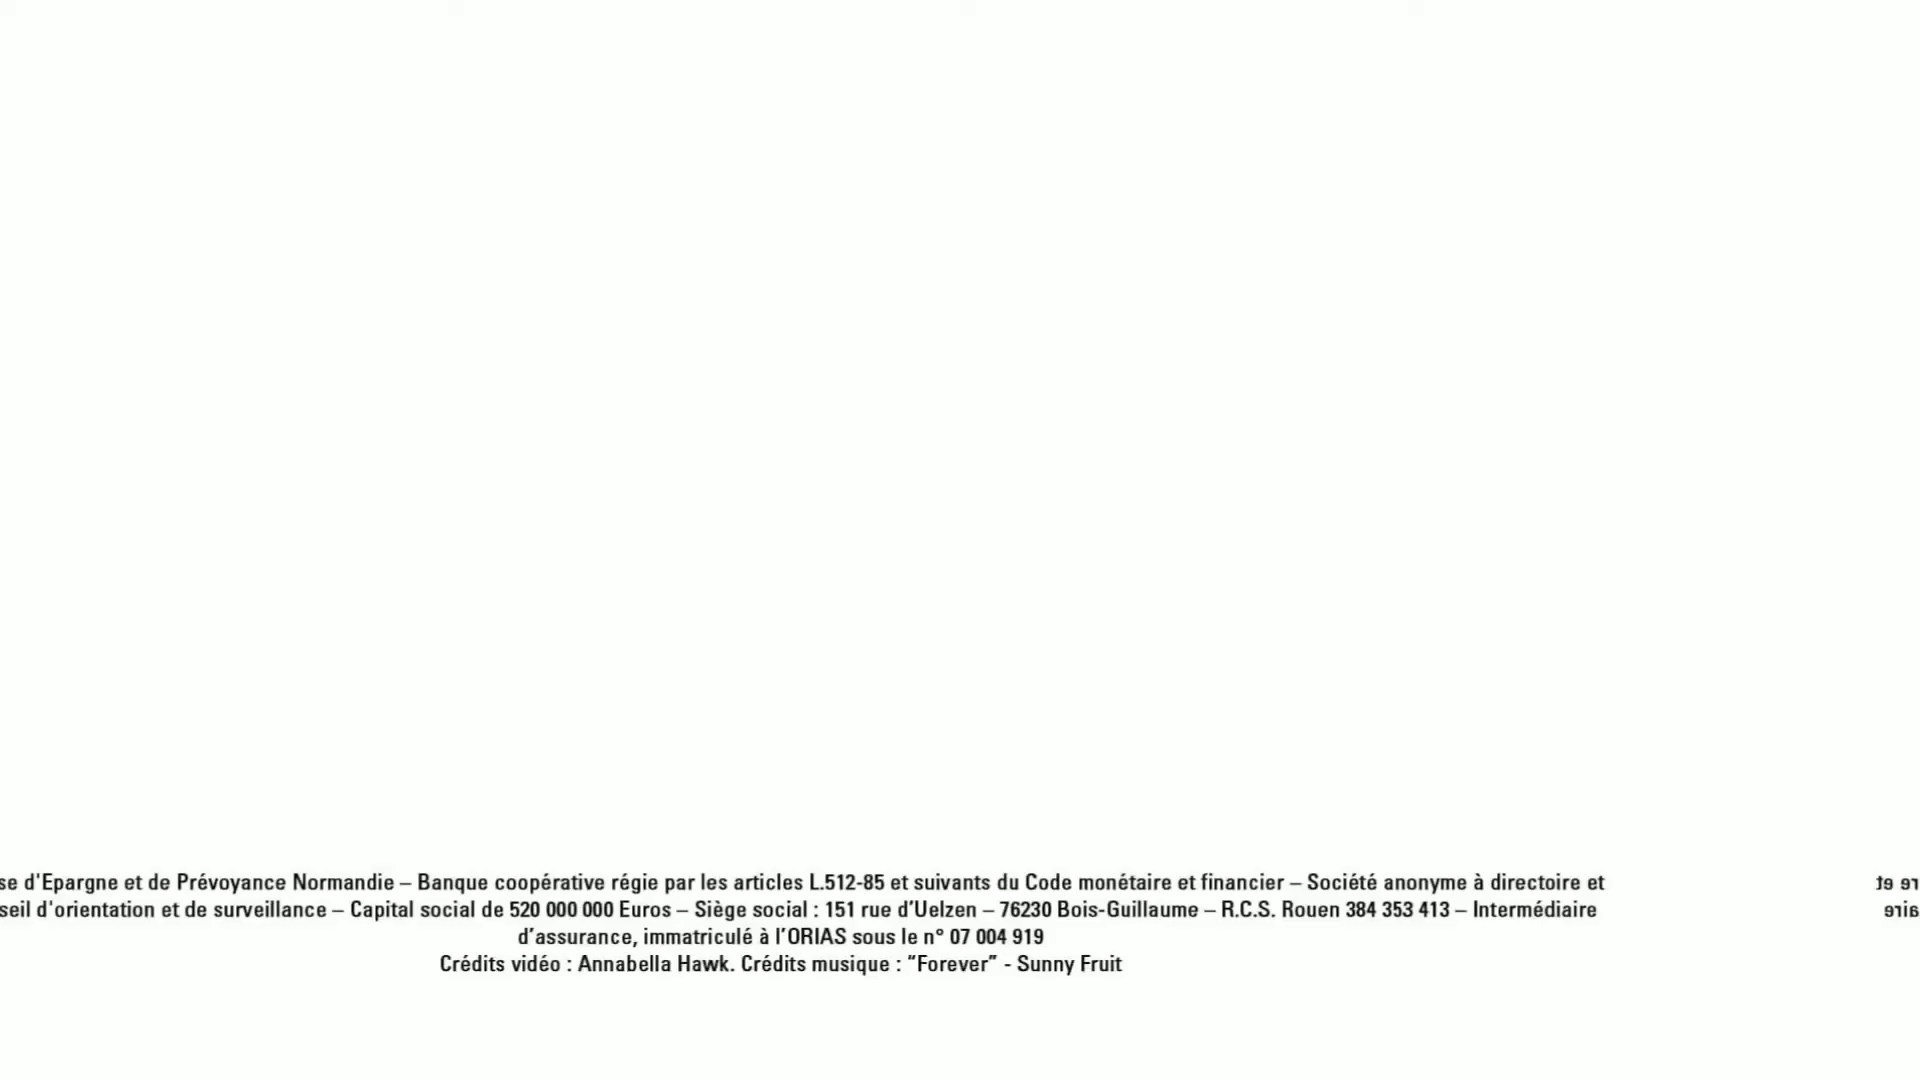 se d'Epargne et de Prévoyance Normandie – Banque coopérative régie par les articles L.512-85 et suivants du Code monétaire et financier – Société anonyme à directoire et
seil d'orientation et de surveillance – Capital social de 520 000 000 Euros – Siège social : 151 rue d’Uelzen – 76230 Bois-Guillaume – R.C.S. Rouen 384 353 413 – Intermédiaire
d’assurance, immatriculé à l’ORIAS sous le n° 07 004 919
Crédits vidéo : Annabella Hawk. Crédits musique : “Forever” - Sunny Fruit
re et
aire